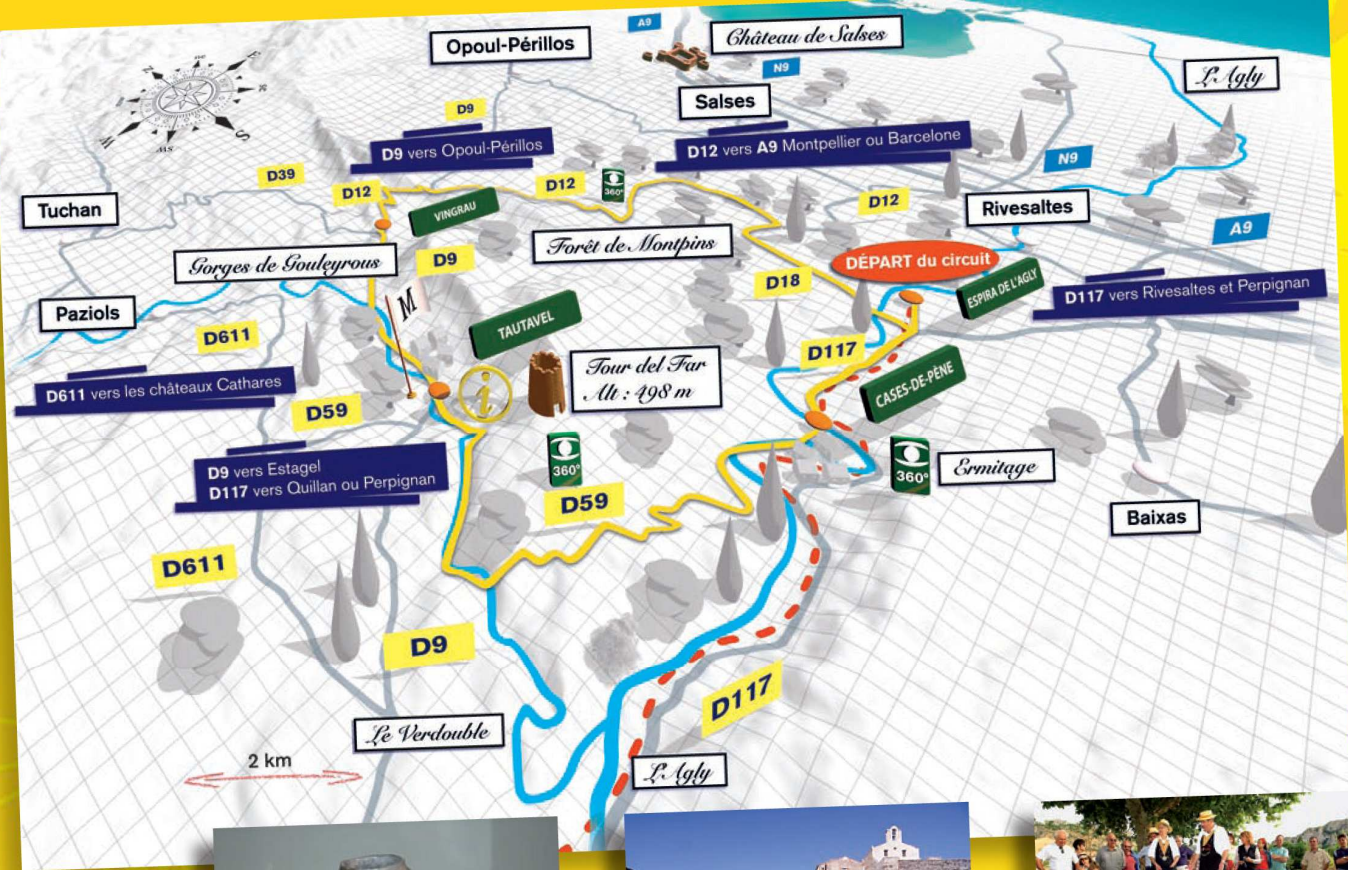 A9
Château de Salses
Opoul-Périllos
N9
L'Agly
Salses
D9
D9 vers Opoul-Périllos
D12 vers A9 Montpellier ou Barcelone
N9
D39
D12
D12
360°
D12
Tuchan
VINGRAU
Rivesaltes
A9
Forêt de Montpins
Gorges de Gouleyrous
D9
DÉPART du circuit
D18
ESPIRA DE L'AGLY
D117 vers Rivesaltes et Perpignan
Paziols
M
TAUTAVEL
D611
D117
Tour del Far
Alt : 498 m
D611 vers les châteaux Cathares
i
CASES-DE-PÈNE
D59
D9 vers Estagel
D117 vers Quillan ou Perpignan
360°
360°
Ermitage
D59
Baixas
D611
D9
D117
Le Verdouble
L'Agly
2 km
N
E
S
SW
W